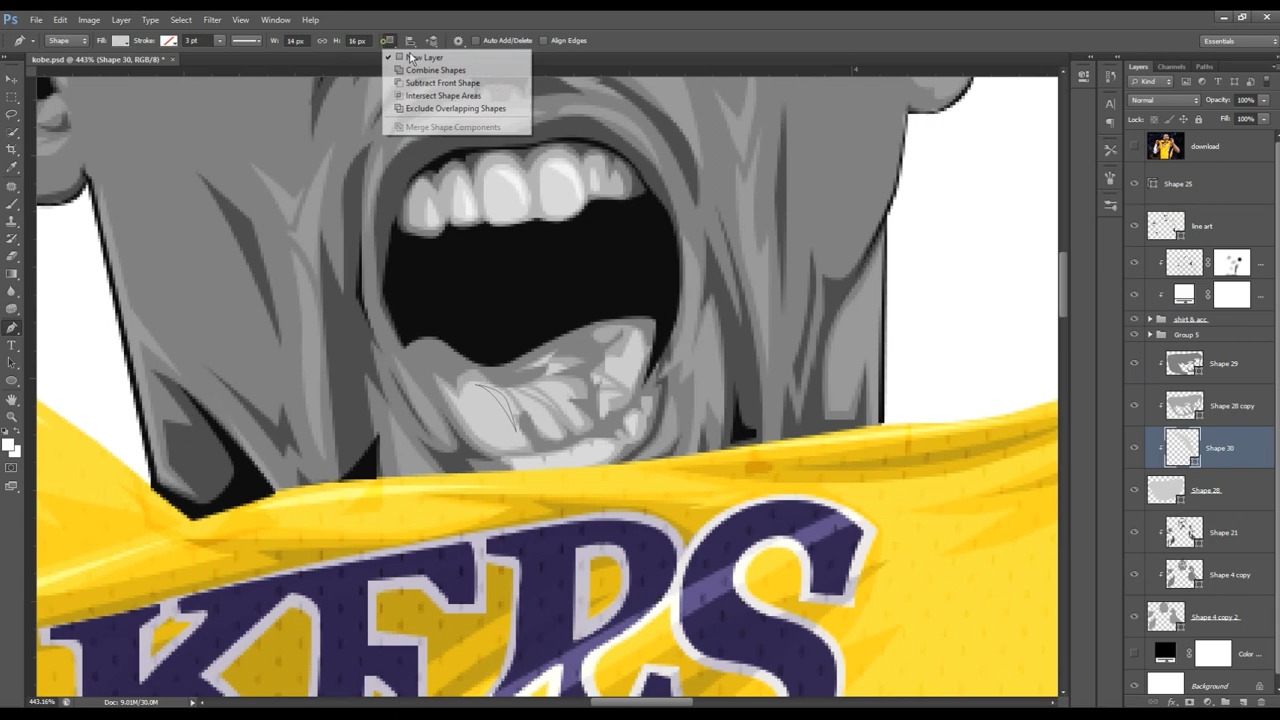 Ps File Edit Image Layer Type Select Filter View Window Help
Shape Fill: Stroke: 3 pt W: 14 px H: 16 px Auto Add/Delete Align Edges Essentials
kobe.psd @ 443% (Shape 30, RGB/8) * ×
New Layer
Combine Shapes
Subtract Front Shape
Intersect Shape Areas
Exclude Overlapping Shapes
Merge Shape Components
4
Layers Channels Paths
Kind
Normal Opacity: 100%
Lock: Fill: 100%
download
Shape 25
line art
...
...
shirt & acc
Group 5
Shape 29
Shape 28 copy
Shape 30
Shape 28
Shape 21
Shape 4 copy
Shape 4 copy 2
Color ...
Background
KERS
443.16% Doc: 9.01M/30.0M